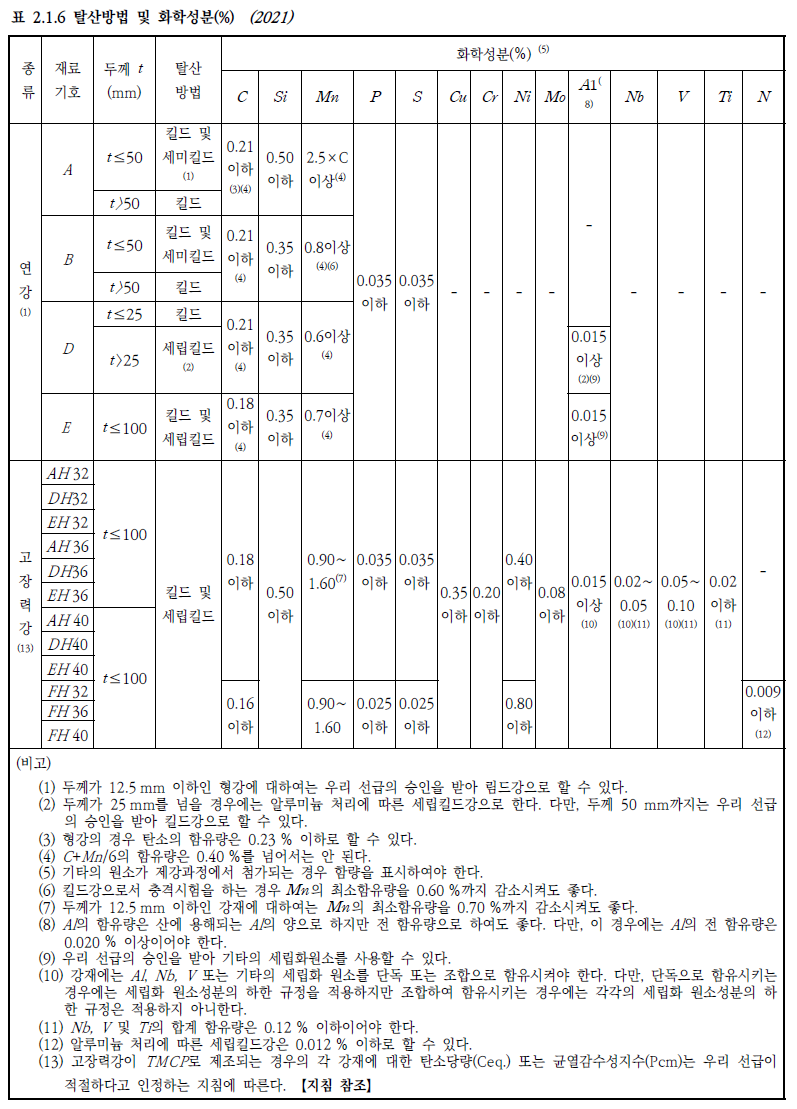 표 2.1.6 탈산방법 및 화학성분(%) (2021)
종류 재료기호 두께 t (mm) 탈산방법 화학성분(%) (5)
C Si Mn P S Cu Cr Ni Mo A1(8) Nb V Ti N
연강(1)
A t≤50 킬드 및 세미킬드(1) 0.21 이하(3)(4) 0.50 이하 2.5×C 이상(4)
t>50 킬드
B t≤50 킬드 및 세미킬드 0.21 이하(4) 0.35 이하 0.8이상(4)(6)
t>50 킬드
0.035 이하 0.035 이하 - - - - - - - - -
D t≤25 킬드 0.21 이하(4) 0.35 이하 0.6이상(4)
t>25 세립킬드(2) 0.015 이상(2)(9)
E t≤100 킬드 및 세립킬드 0.18 이하(4) 0.35 이하 0.7이상(4) 0.015 이상(9)
고장력강(13)
AH 32
DH32
EH 32
AH 36
DH36
EH 36
t≤100
AH 40
DH40
EH 40
FH 32
FH 36
FH 40
t≤100
킬드 및 세립킬드
0.18 이하 0.50 이하 0.90~1.60(7) 0.035 이하 0.035 이하 0.35 이하 0.20 이하 0.40 이하 0.08 이하 0.015 이상(10) 0.02~0.05(10)(11) 0.05~0.10(10)(11) 0.02 이하(11) -
0.16 이하 0.90~1.60 0.025 이하 0.025 이하 0.80 이하 0.009 이하(12)
(비고)
(1) 두께가 12.5 mm 이하인 형강에 대하여는 우리 선급의 승인을 받아 림드강으로 할 수 있다.
(2) 두께가 25 mm를 넘을 경우에는 알루미늄 처리에 따른 세립킬드강으로 한다. 다만, 두께 50 mm까지는 우리 선급
의 승인을 받아 킬드강으로 할 수 있다.
(3) 형강의 경우 탄소의 함유량은 0.23 % 이하로 할 수 있다.
(4) C+Mn/6의 함유량은 0.40 %를 넘어서는 안 된다.
(5) 기타의 원소가 제강과정에서 첨가되는 경우 함량을 표시하여야 한다.
(6) 킬드강으로서 충격시험을 하는 경우 Mn의 최소함유량을 0.60 %까지 감소시켜도 좋다.
(7) 두께가 12.5 mm 이하인 강재에 대하여는 Mn의 최소함유량을 0.70 %까지 감소시켜도 좋다.
(8) Al의 함유량은 산에 용해되는 Al의 양으로 하지만 전 함유량으로 하여도 좋다. 다만, 이 경우에는 Al의 전 함유량은
0.020 % 이상이어야 한다.
(9) 우리 선급의 승인을 받아 기타의 세립화원소를 사용할 수 있다.
(10) 강재에는 Al, Nb, V 또는 기타의 세립화 원소를 단독 또는 조합으로 함유시켜야 한다. 다만, 단독으로 함유시키는
경우에는 세립화 원소성분의 하한 규정을 적용하지만 조합하여 함유시키는 경우에는 각각의 세립화 원소성분의 하
한 규정은 적용하지 아니한다.
(11) Nb, V 및 Ti의 합계 함유량은 0.12 % 이하이어야 한다.
(12) 알루미늄 처리에 따른 세립킬드강은 0.012 % 이하로 할 수 있다.
(13) 고장력강이 TMCP로 제조되는 경우의 각 강재에 대한 탄소당량(Ceq.) 또는 균열감수성지수(Pcm)는 우리 선급이
적절하다고 인정하는 지침에 따른다. 【지침 참조】